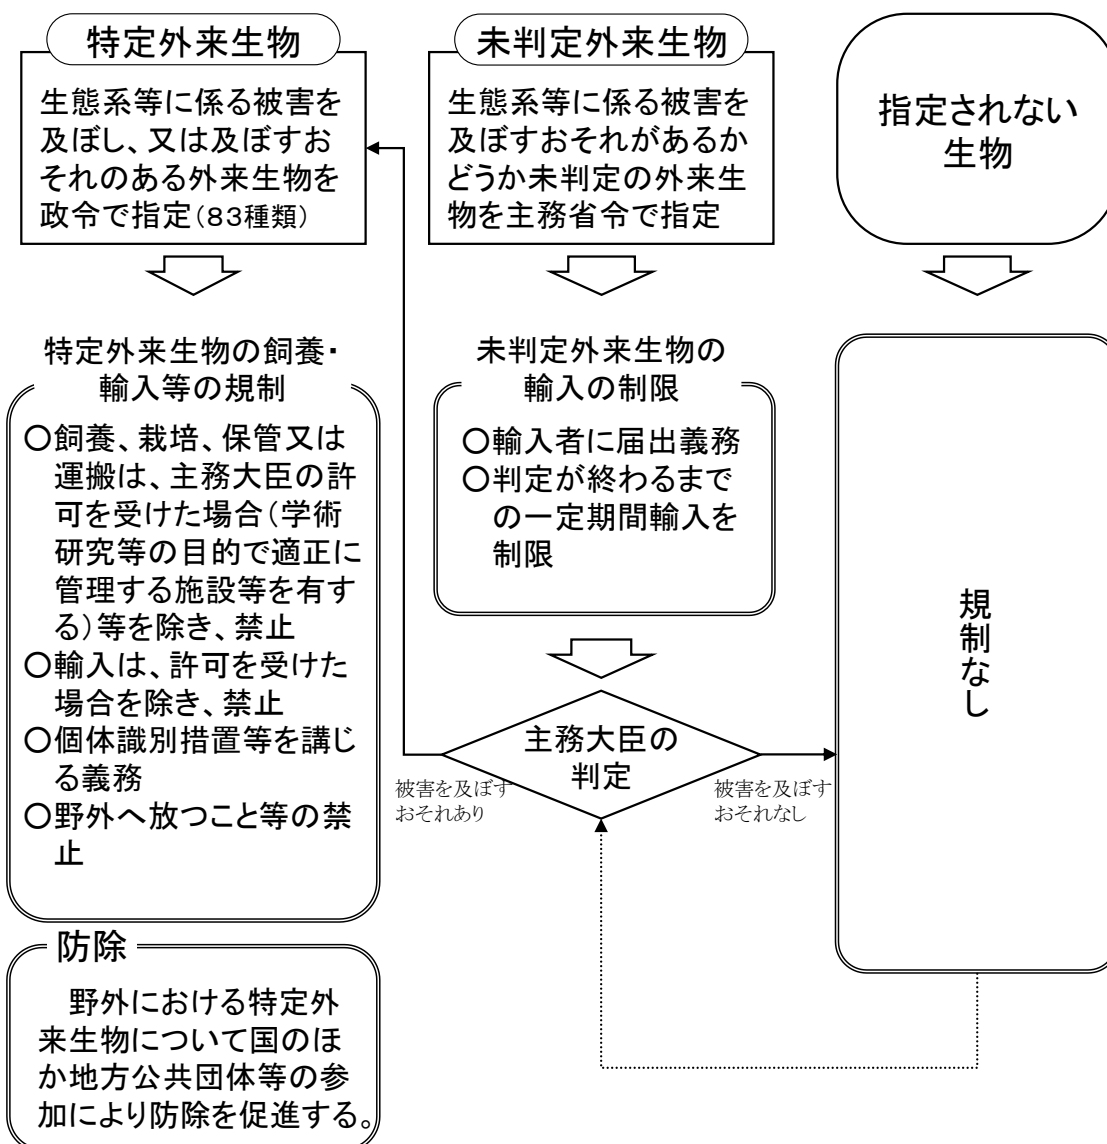 特定外来生物
生態系等に係る被害を
及ぼし、又は及ぼすお
それのある外来生物を
政令で指定(83種類)
特定外来生物の飼養・
輸入等の規制
○飼養、栽培、保管又は
運搬は、主務大臣の許
可を受けた場合(学術
研究等の目的で適正に
管理する施設等を有す
る)等を除き、禁止
○輸入は、許可を受けた
場合を除き、禁止
○個体識別措置等を講じ
る義務
○野外へ放つこと等の禁
止
防除
野外における特定外
来生物について国のほ
か地方公共団体等の参
加により防除を促進する。
未判定外来生物
生態系等に係る被害を
及ぼすおそれがあるか
どうか未判定の外来生
物を主務省令で指定
未判定外来生物の
輸入の制限
○輸入者に届出義務
○判定が終わるまで
の一定期間輸入を
制限
主務大臣の
判定
被害を及ぼす
おそれあり
被害を及ぼす
おそれなし
指定されない
生物
規制なし